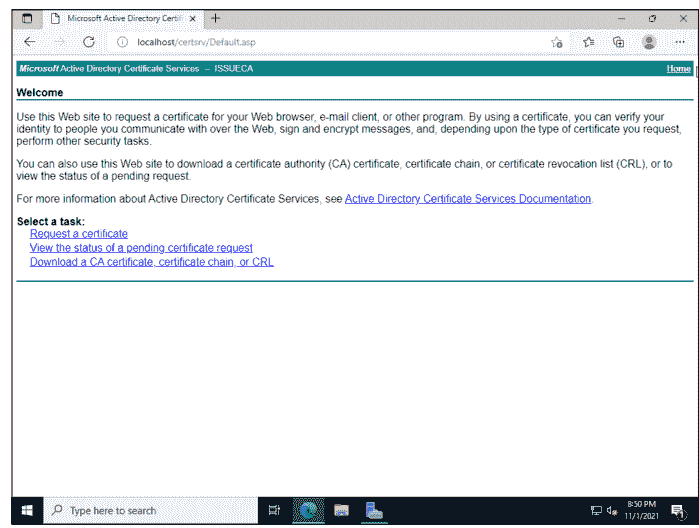 Microsoft Active Directory Certifi
localhost/certsrv/Default.asp
Microsoft Active Directory Certificate Services -- ISSUECA Home
Welcome
Use this Web site to request a certificate for your Web browser, e-mail client, or other program. By using a certificate, you can verify your
identity to people you communicate with over the Web, sign and encrypt messages, and, depending upon the type of certificate you request,
perform other security tasks.
You can also use this Web site to download a certificate authority (CA) certificate, certificate chain, or certificate revocation list (CRL), or to
view the status of a pending request.
For more information about Active Directory Certificate Services, see Active Directory Certificate Services Documentation.
Select a task:
Request a certificate
View the status of a pending certificate request
Download a CA certificate, certificate chain, or CRL
Type here to search
8:50 PM
11/1/2021